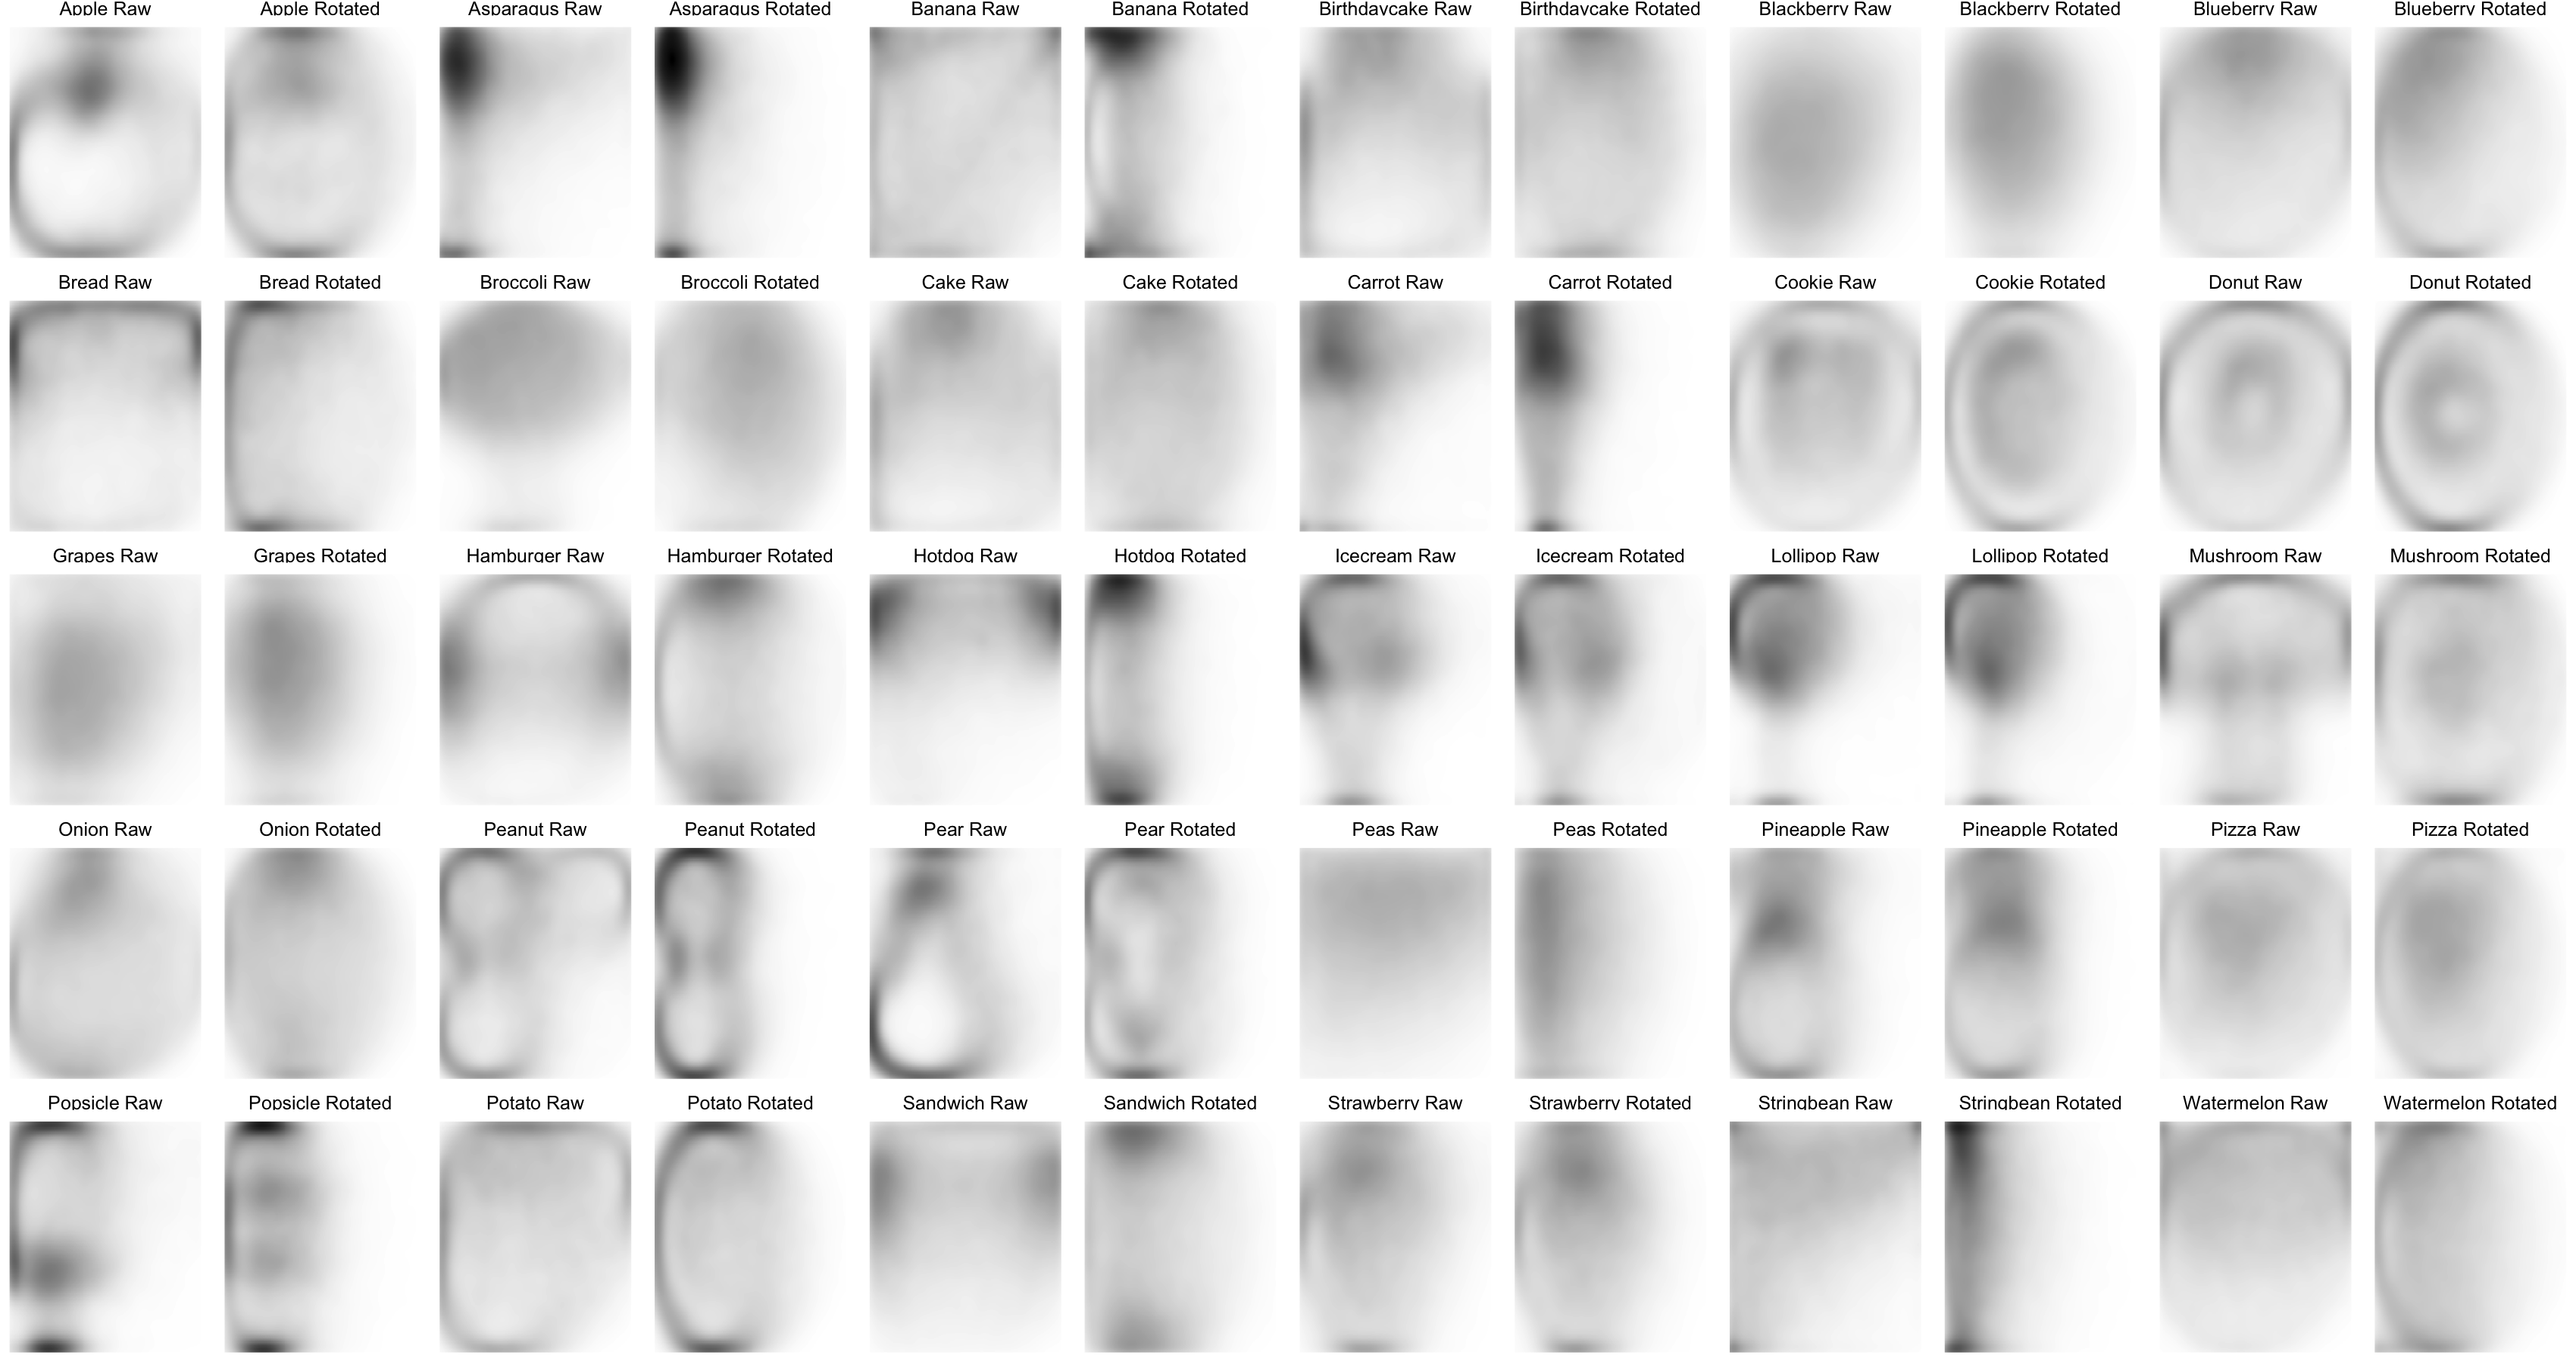 Apple Raw Apple Rotated Asparagus Raw Asparagus Rotated Banana Raw Banana Rotated Birthdaycake Raw Birthdaycake Rotated Blackberry Raw Blackberry Rotated Blueberry Raw Blueberry Rotated
Bread Raw Bread Rotated Broccoli Raw Broccoli Rotated Cake Raw Cake Rotated Carrot Raw Carrot Rotated Cookie Raw Cookie Rotated Donut Raw Donut Rotated
Grapes Raw Grapes Rotated Hamburger Raw Hamburger Rotated Hotdog Raw Hotdog Rotated Icecream Raw Icecream Rotated Lollipop Raw Lollipop Rotated Mushroom Raw Mushroom Rotated
Onion Raw Onion Rotated Peanut Raw Peanut Rotated Pear Raw Pear Rotated Peas Raw Peas Rotated Pineapple Raw Pineapple Rotated Pizza Raw Pizza Rotated
Popsicle Raw Popsicle Rotated Potato Raw Potato Rotated Sandwich Raw Sandwich Rotated Strawberry Raw Strawberry Rotated Stringbean Raw Stringbean Rotated Watermelon Raw Watermelon Rotated